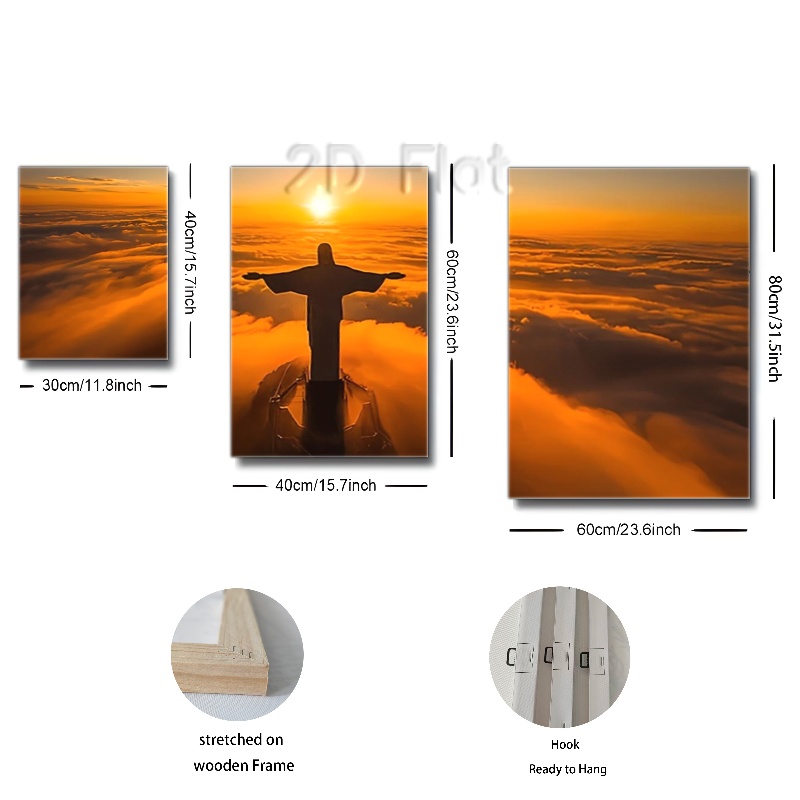 2D Flat
40cm/15.7inch
30cm/11.8inch
60cm/23.6inch
40cm/15.7inch
80cm/31.5inch
60cm/23.6inch
stretched on
wooden Frame
Hook
Ready to Hang